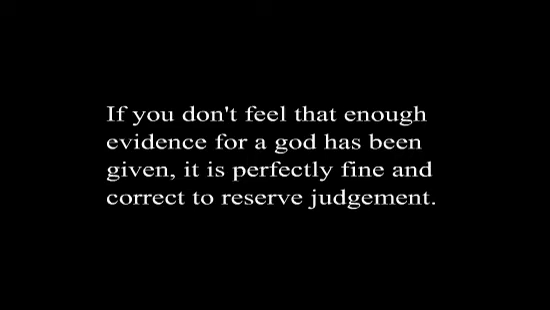 If you don't feel that enough
evidence for a god has been
given, it is perfectly fine and
correct to reserve judgement.